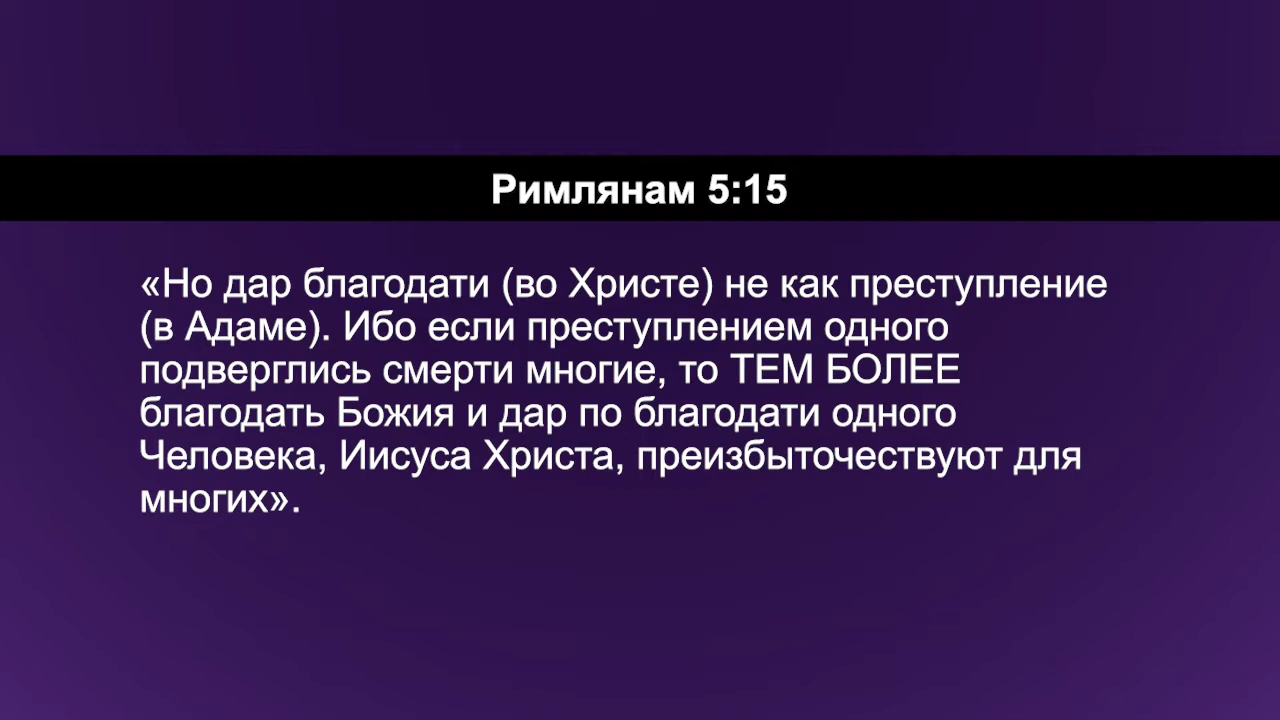 Римлянам 5:15
«Но дар благодати (во Христе) не как преступление
(в Адаме). Ибо если преступлением одного
подверглись смерти многие, то ТЕМ БОЛЕЕ
благодать Божия и дар по благодати одного
Человека, Иисуса Христа, преизбыточествуют для
многих».